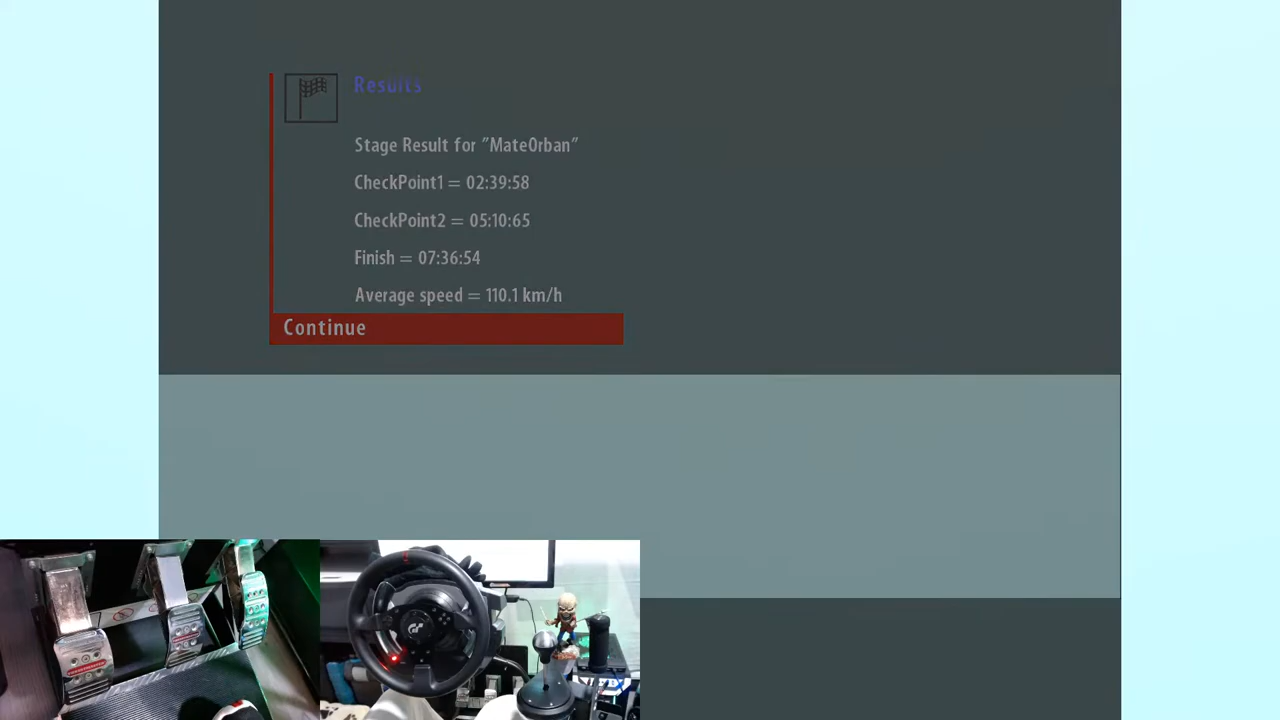 Results
Stage Result for "MateOrban"
CheckPoint1 = 02:39:58
CheckPoint2 = 05:10:65
Finish = 07:36:54
Average speed = 110.1 km/h
Continue